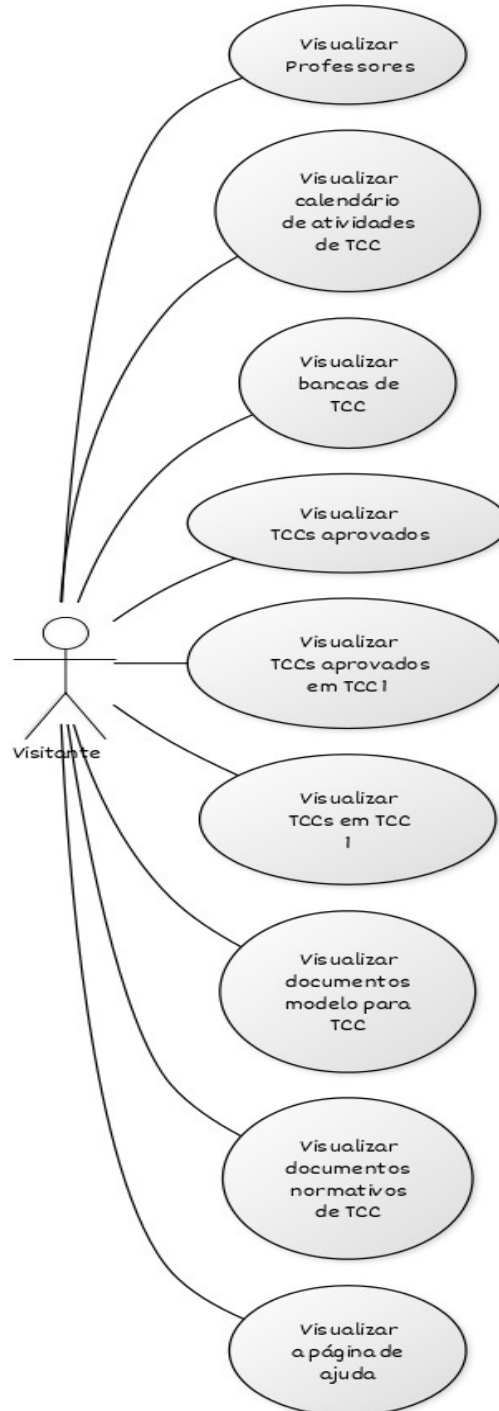 Visualizar
Professores
Visualizar
calendário
de atividades
de TCC
Visualizar
bancas de
TCC
Visualizar
TCCs aprovados
Visualizar
TCCs aprovados
em TCC 1
Visitante
Visualizar
TCCs em TCC
1
Visualizar
documentos
modelo para
TCC
Visualizar
documentos
normativos
de TCC
Visualizar
a página de
ajuda